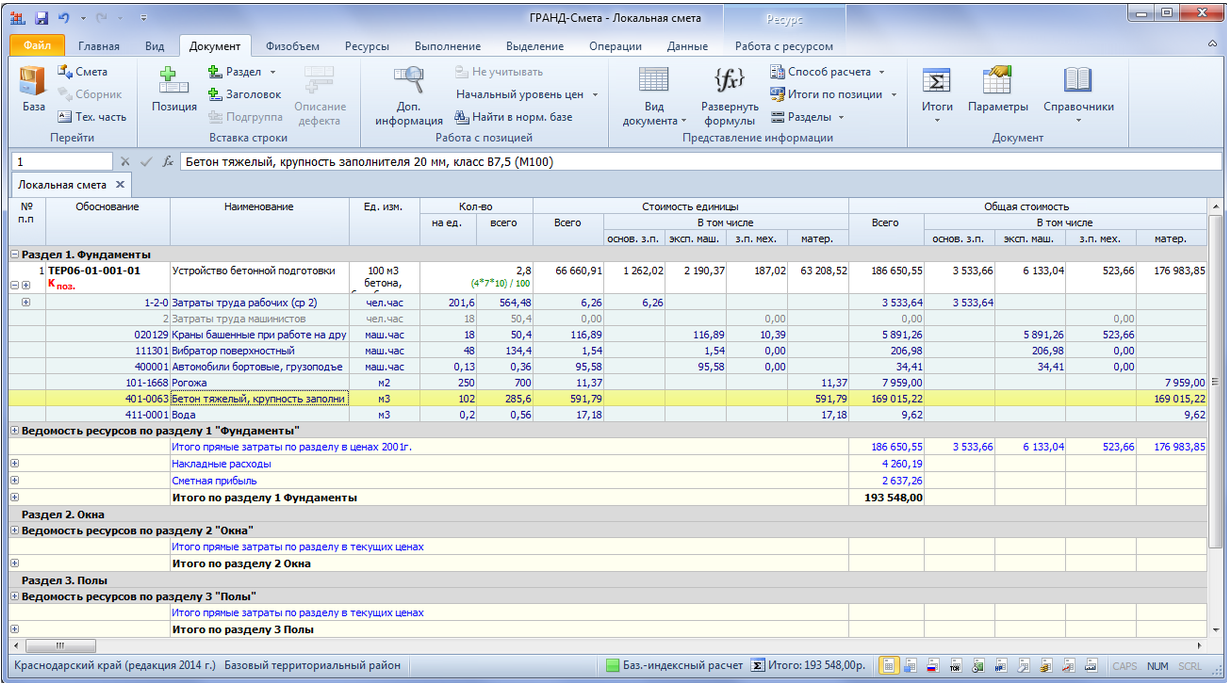 ГРАНД-Смета - Локальная смета Ресурс
Файл Главная Вид Документ Физобъем Ресурсы Выполнение Выделение Операции Данные Работа с ресурсом
База Смета Сборник Тех. часть
Перейти
Позиция Раздел Заголовок Подгруппа Описание дефекта
Вставка строки
Доп. информация Не учитывать Начальный уровень цен Найти в норм. базе
Работа с позицией
Вид документа Развернуть формулы Способ расчета Итоги по позиции Разделы
Представление информации
Итоги Параметры Справочники
Документ
1 Бетон тяжелый, крупность заполнителя 20 мм, класс В7,5 (М100)
Локальная смета
№ п.п Обоснование Наименование Ед. изм. Кол-во Стоимость единицы Общая стоимость
на ед. всего Всего В том числе Всего В том числе
основ. з.п. эксп. маш. з.п. мех. матер. основ. з.п. эксп. маш. з.п. мех. матер.
Раздел 1. Фундаменты
1 ТЕР06-01-001-01 Устройство бетонной подготовки 100 м3 2,8 66 660,91 1 262,02 2 190,37 187,02 63 208,52 186 650,55 3 533,66 6 133,04 523,66 176 983,85
К поз. бетона, (4*7*10) / 100
1-2-0 Затраты труда рабочих (ср 2) чел.час 201,6 564,48 6,26 6,26 3 533,64 3 533,64
2 Затраты труда машинистов чел.час 18 50,4 0,00 0,00 0,00 0,00
020129 Краны башенные при работе на дру маш.час 18 50,4 116,89 116,89 10,39 5 891,26 5 891,26 523,66
111301 Вибратор поверхностный маш.час 48 134,4 1,54 1,54 0,00 206,98 206,98 0,00
400001 Автомобили бортовые, грузоподъе маш.час 0,13 0,36 95,58 95,58 0,00 34,41 34,41 0,00
101-1668 Рогожа м2 250 700 11,37 11,37 7 959,00 7 959,00
401-0063 Бетон тяжелый, крупность заполни м3 102 285,6 591,79 591,79 169 015,22 169 015,22
411-0001 Вода м3 0,2 0,56 17,18 17,18 9,62 9,62
Ведомость ресурсов по разделу 1 "Фундаменты"
Итого прямые затраты по разделу в ценах 2001г. 186 650,55 3 533,66 6 133,04 523,66 176 983,85
Накладные расходы 4 260,19
Сметная прибыль 2 637,26
Итого по разделу 1 Фундаменты 193 548,00
Раздел 2. Окна
Ведомость ресурсов по разделу 2 "Окна"
Итого прямые затраты по разделу в текущих ценах
Итого по разделу 2 Окна
Раздел 3. Полы
Ведомость ресурсов по разделу 3 "Полы"
Итого прямые затраты по разделу в текущих ценах
Итого по разделу 3 Полы
Краснодарский край (редакция 2014 г.) Базовый территориальный район Баз.-индексный расчет Итого: 193 548,00р. CAPS NUM SCRL